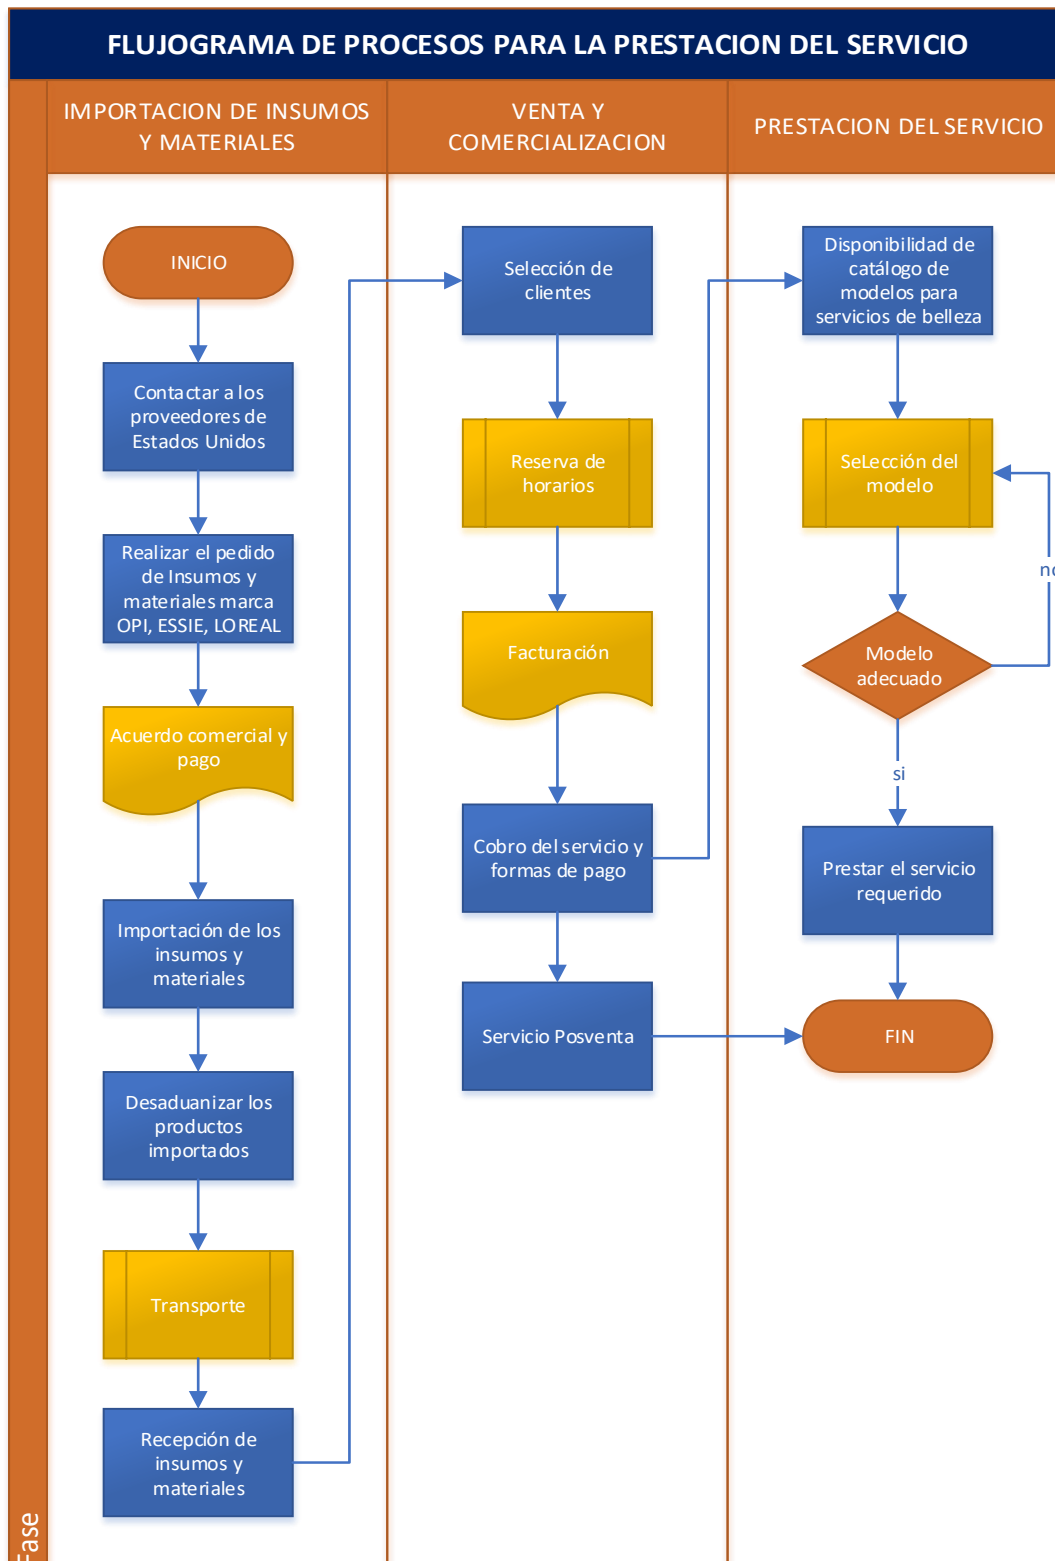 FLUJOGRAMA DE PROCESOS PARA LA PRESTACION DEL SERVICIO
IMPORTACION DE INSUMOS
Y MATERIALES
VENTA Y
COMERCIALIZACION
PRESTACION DEL SERVICIO
INICIO
Contactar a los
proveedores de
Estados Unidos
Realizar el pedido
de Insumos y
materiales marca
OPI, ESSIE, LOREAL
Acuerdo comercial y
pago
Importación de los
insumos y
materiales
Desaduanizar los
productos
importados
Transporte
Recepción de
insumos y
materiales
Selección de
clientes
Reserva de
horarios
Facturación
Cobro del servicio y
formas de pago
Servicio Posventa
Disponibilidad de
catálogo de
modelos para
servicios de belleza
SeLección del
modelo
no
Modelo
adecuado
si
Prestar el servicio
requerido
FIN
Fase